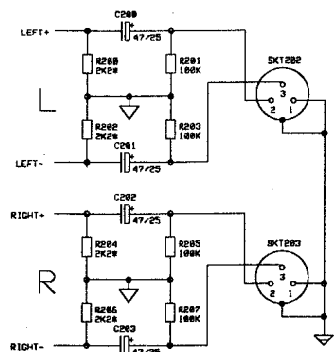 C200
LEFT+
47/25
R200
2K2*
R201
100K
SKT202
L
3
2
1
R202
2K2*
R203
100K
C201
LEFT-
47/25
C202
RIGHT+
47/25
R204
2K2*
R205
100K
SKT203
R
3
2
1
R206
2K2*
R207
100K
C203
RIGHT-
47/25